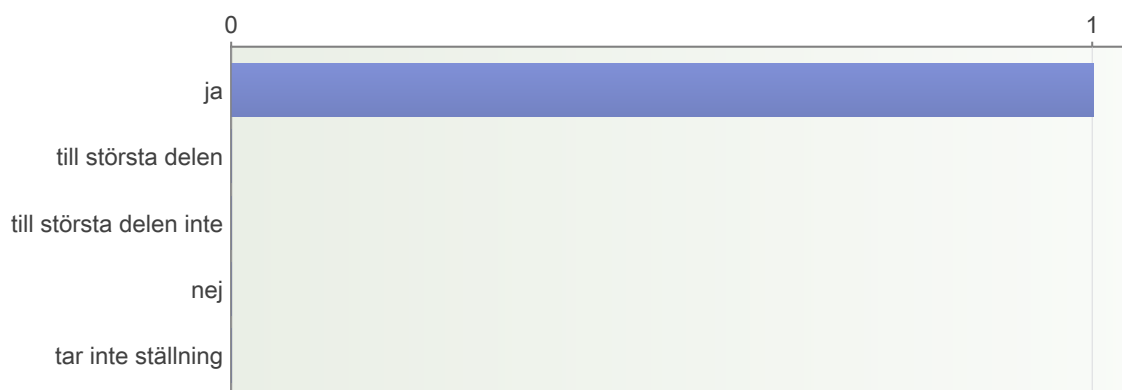 0 1
ja
till största delen
till största delen inte
nej
tar inte ställning